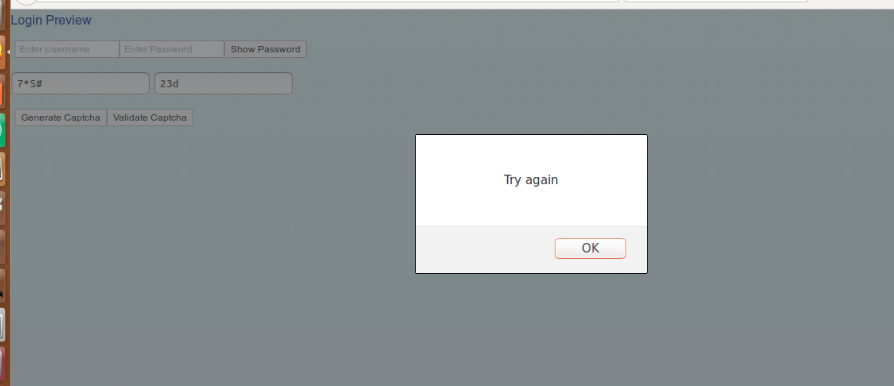 Login Preview
Enter Username Enter Password Show Password
7*5# 23d
Generate Captcha Validate Captcha
Try again
OK